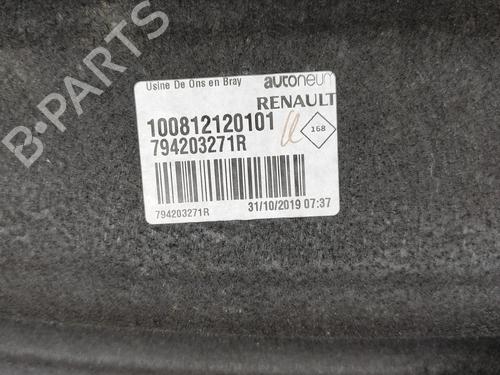 B-PARTS
Usine De Ons en Bray autoneum
RENAULT
100812120101
168
794203271R
794203271R 31/10/2019 07:37